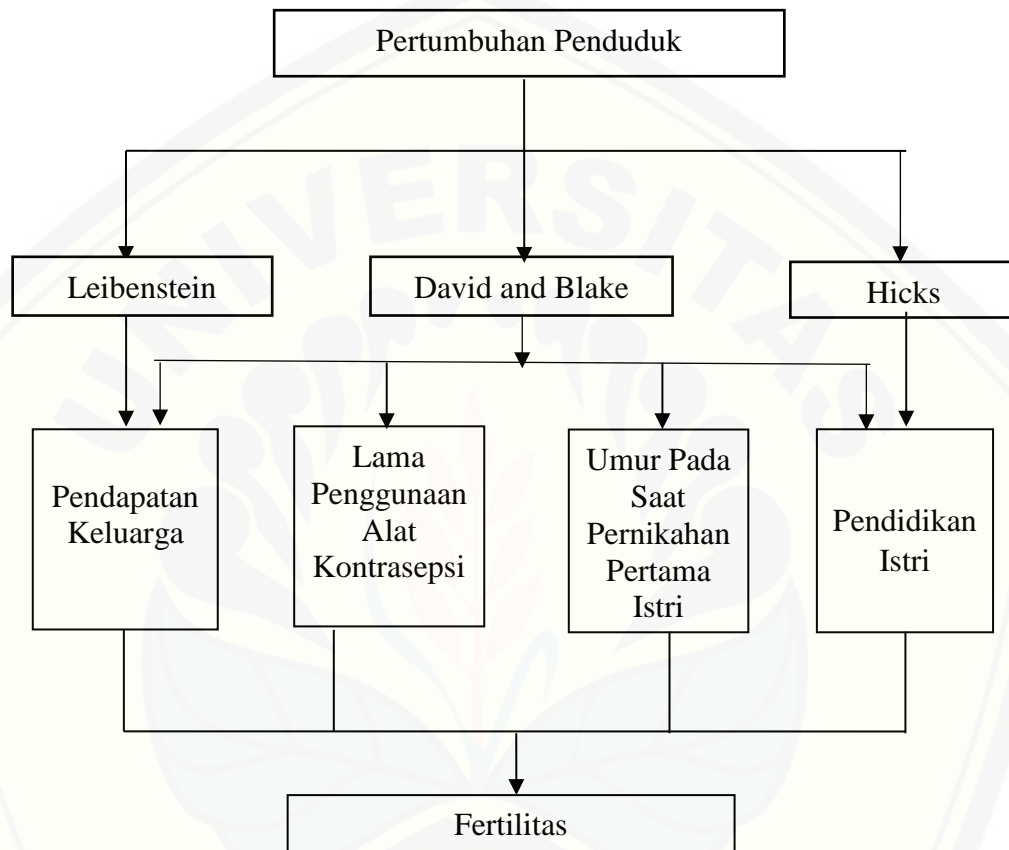 Pertumbuhan Penduduk
UNIVERSITAS
Leibenstein
David and Blake
Hicks
Pendapatan
Keluarga
Lama
Penggunaan
Alat
Kontrasepsi
Umur Pada
Saat
Pernikahan
Pertama
Istri
Pendidikan
Istri
Fertilitas